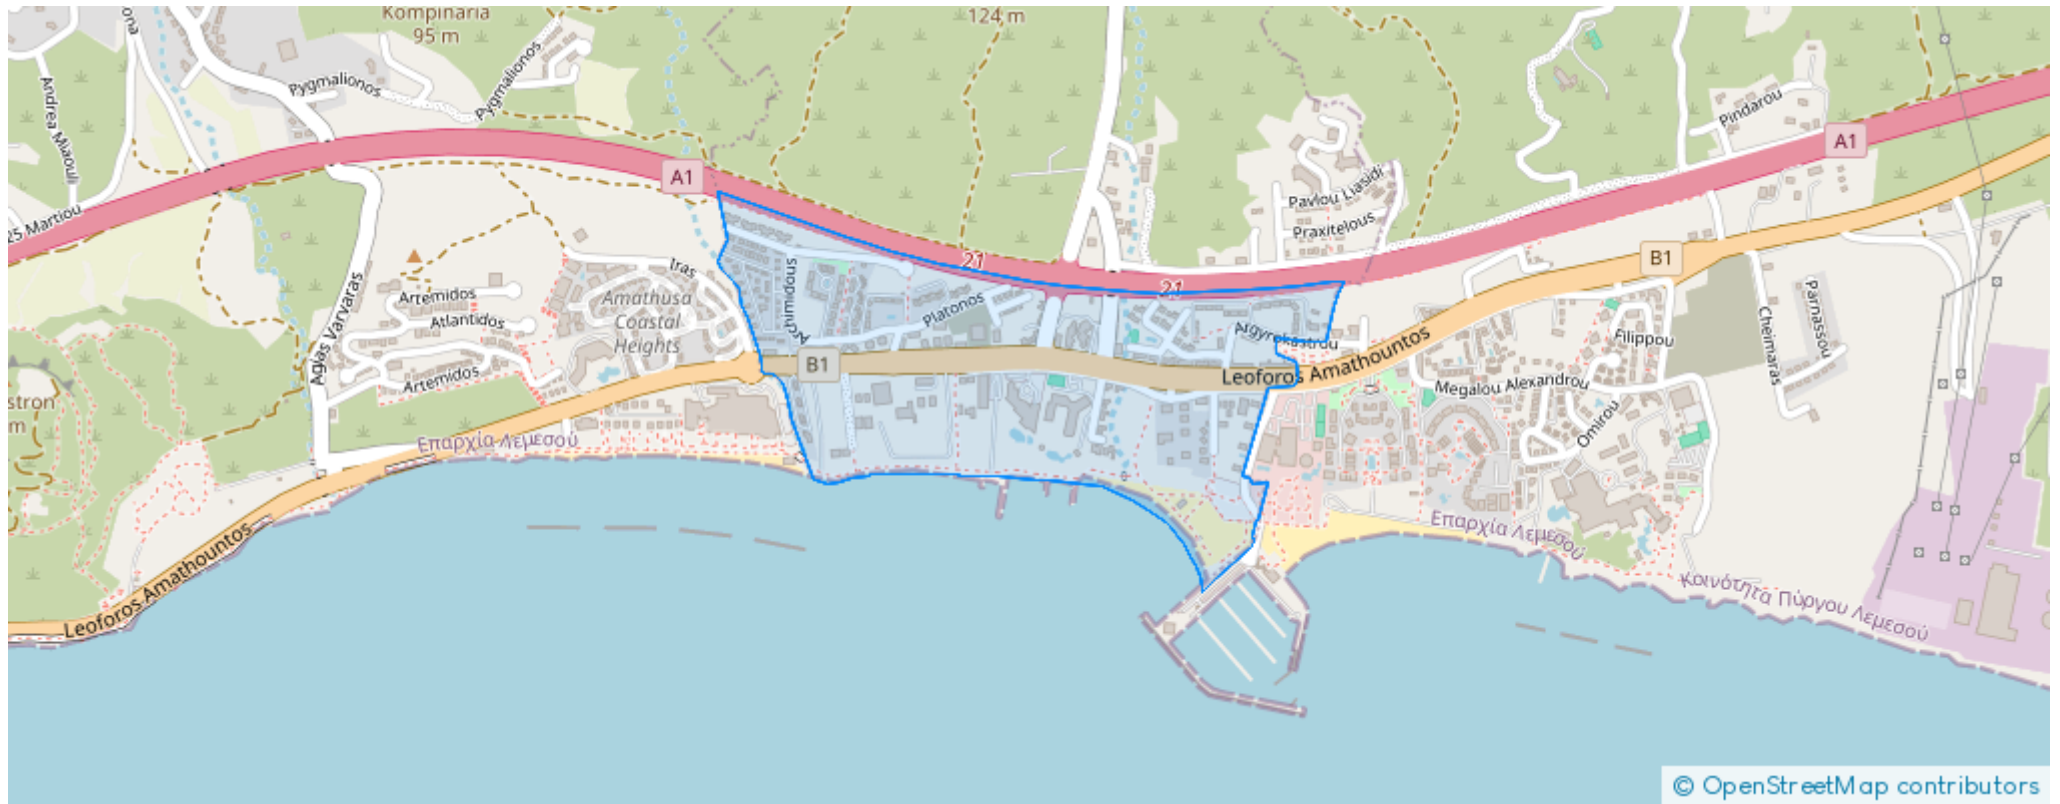 Kompinaria
95 m
124 m
ona
Andrea Miaouli
Pygmalionos
Pygmalionos
Pindarou
A1
A1
25 Martiou
Pavlou Liasidi
Praxitelous
21
21
B1
Iras
Amathusa
Coastal
Heights
Artemidos
Atlantidos
Artemidos
Agias Varvaras
Archimidous
Platonos
Argyrokastrou
B1
Leoforos Amathountos
Filippou
Cheimaras
Parnassou
Megalou Alexandrou
Omirou
stron
m
Επαρχία Λεμεσού
Επαρχία Λεμεσού
Κοινότητα Πύργου Λεμεσού
Leoforos Amathountos
© OpenStreetMap contributors